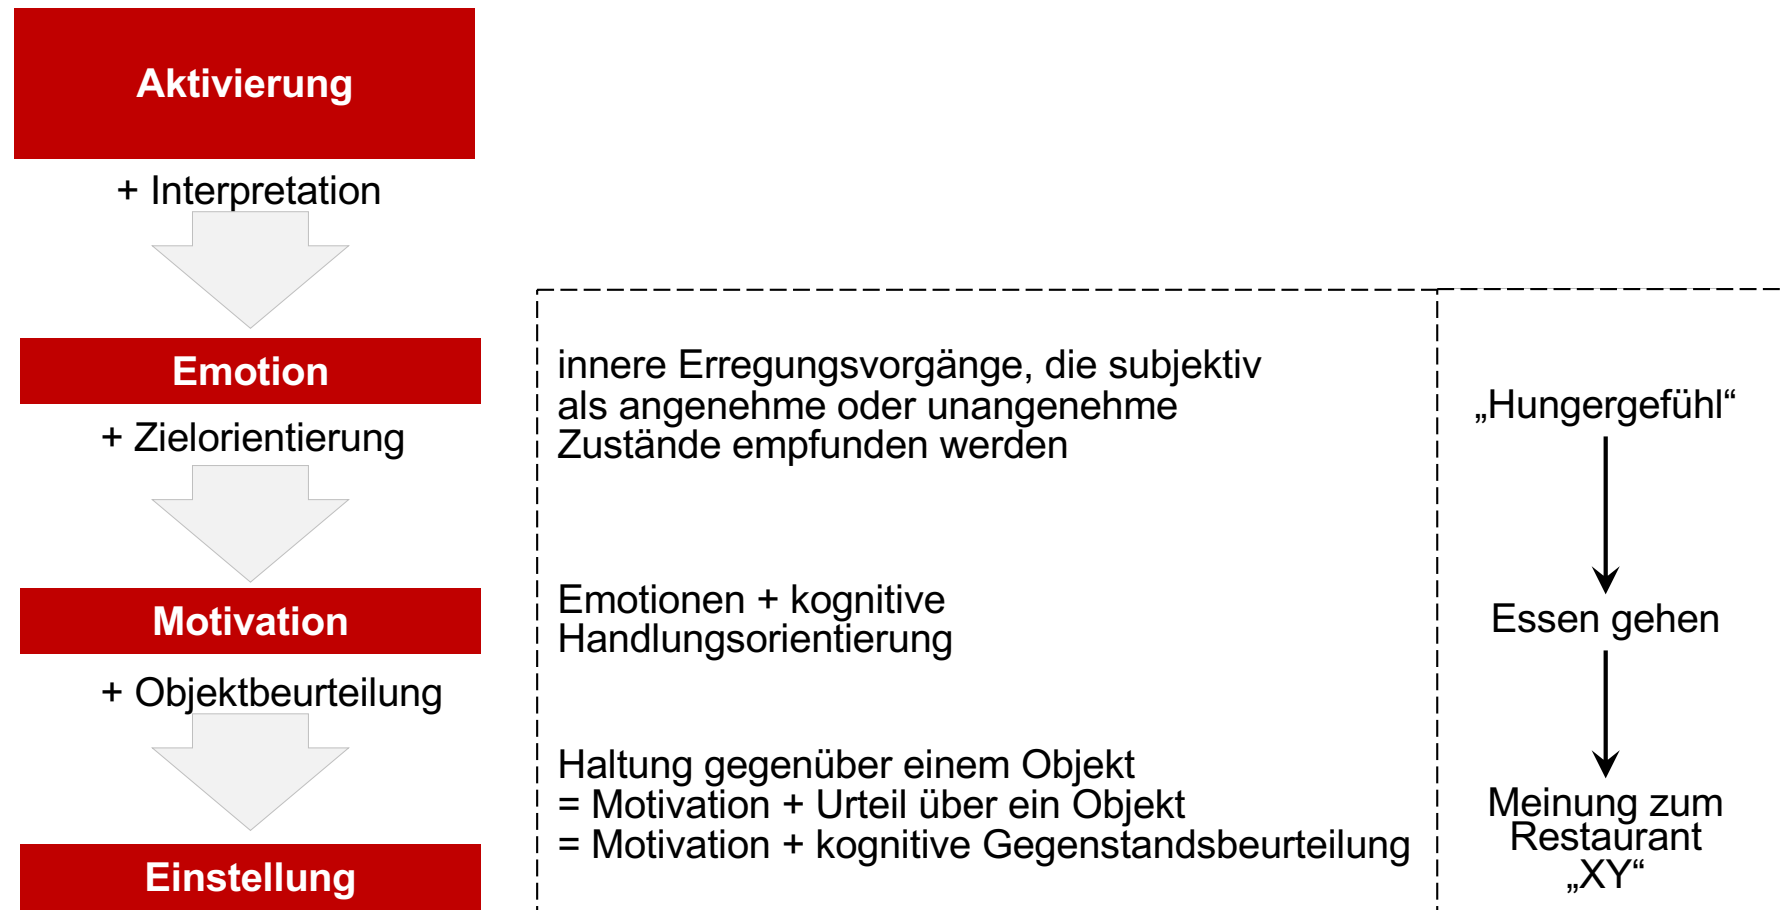 Aktivierung
+ Interpretation
Emotion
+ Zielorientierung
Motivation
+ Objektbeurteilung
Einstellung
innere Erregungsvorgänge, die subjektiv
als angenehme oder unangenehme
Zustände empfunden werden
Emotionen + kognitive
Handlungsorientierung
Haltung gegenüber einem Objekt
= Motivation + Urteil über ein Objekt
= Motivation + kognitive Gegenstandsbeurteilung
„Hungergefühl“
Essen gehen
Meinung zum
Restaurant
„XY“